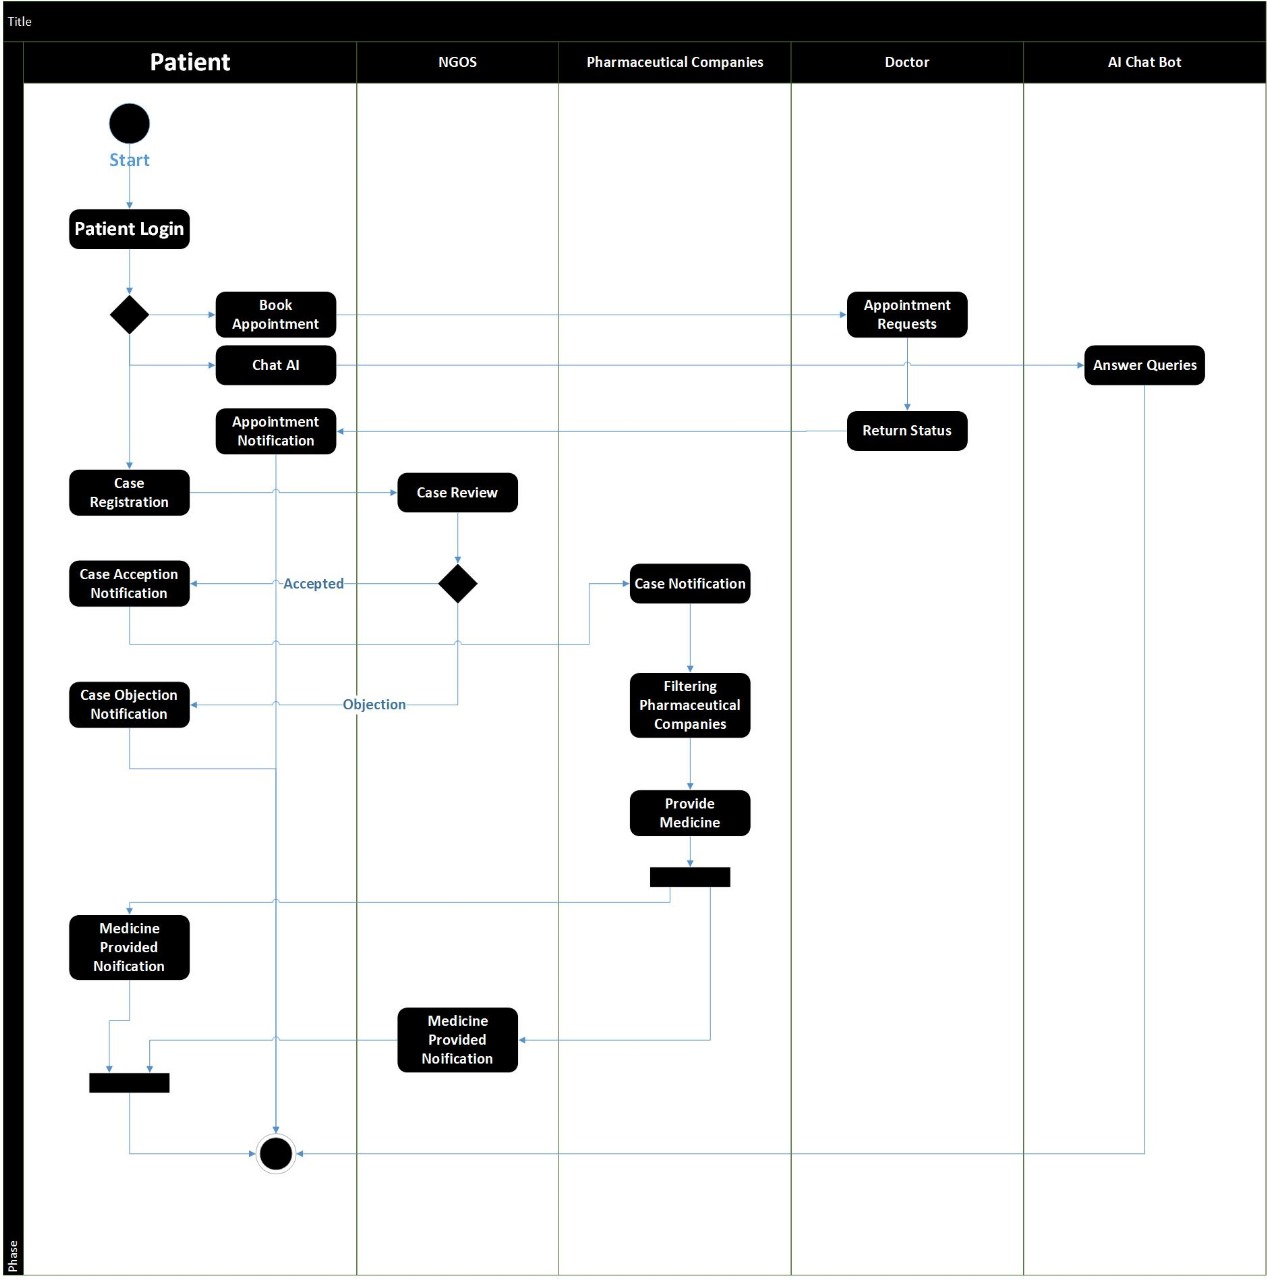 Title
Patient
NGOS
Pharmaceutical Companies
Doctor
AI Chat Bot
Start
Patient Login
Book
Appointment
Appointment
Requests
Chat AI
Answer Queries
Appointment
Notification
Return Status
Case
Registration
Case Review
Case Acception
Notification
Accepted
Case Notification
Case Objection
Notification
Objection
Filtering
Pharmaceutical
Companies
Provide
Medicine
Medicine
Provided
Noification
Medicine
Provided
Noification
Phase